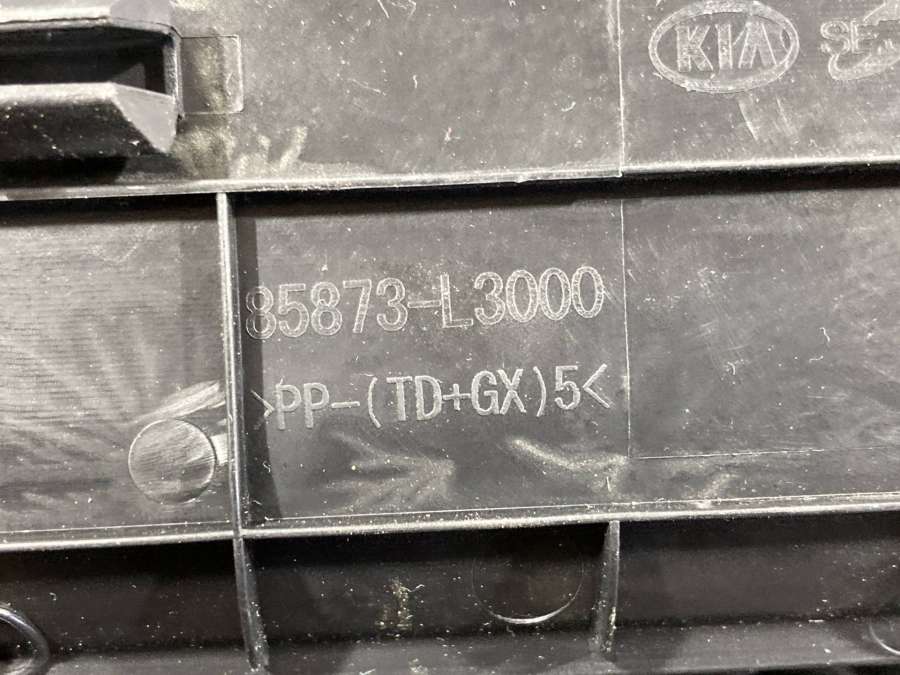 KIA
85873-L3000
>PP-(TD+GX)5<